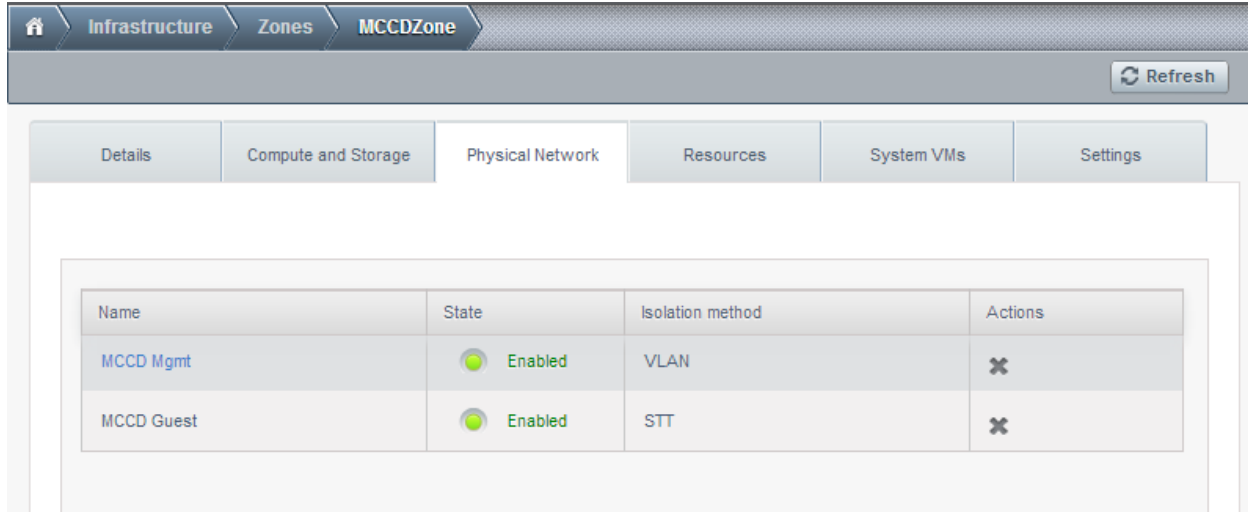 Infrastructure Zones MCCDZone
Refresh
Details Compute and Storage Physical Network Resources System VMs Settings
Name State Isolation method Actions
MCCD Mgmt Enabled VLAN
MCCD Guest Enabled STT